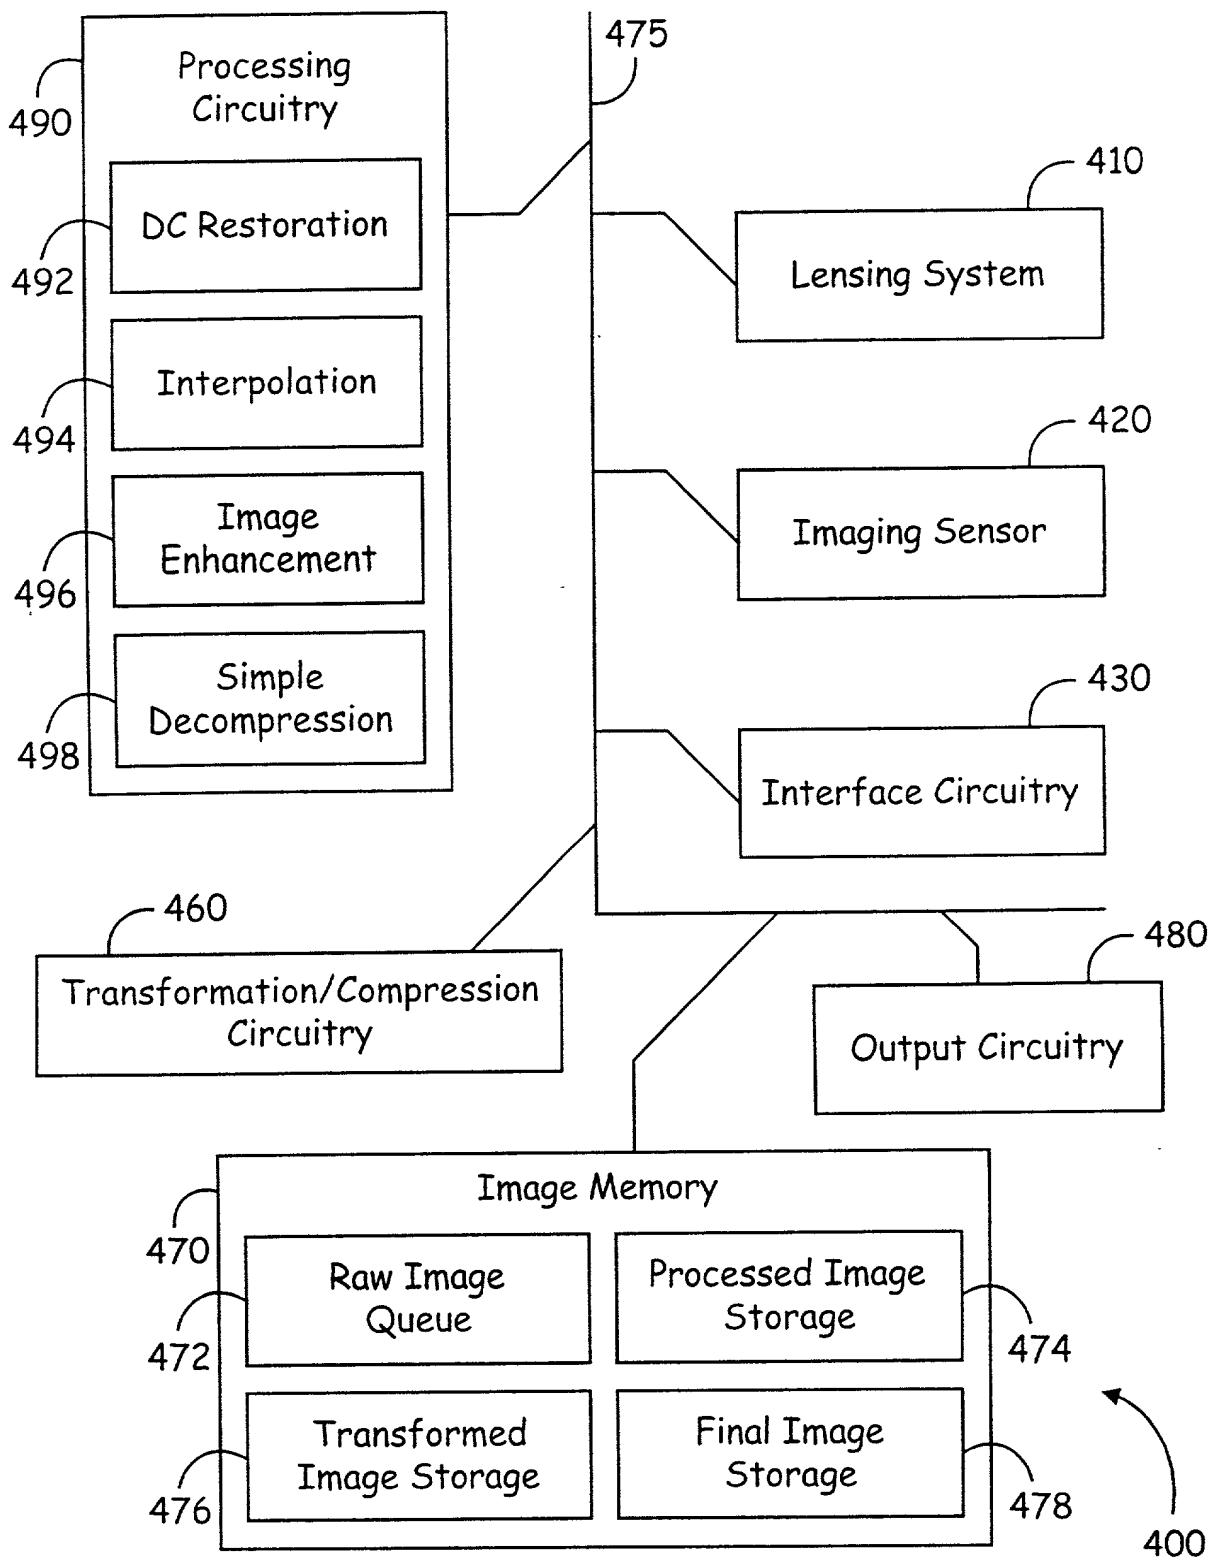 475
Processing
Circuitry
490
410
DC Restoration
Lensing System
492
Interpolation
494
420
Image
Enhancement
Imaging Sensor
496
Simple
Decompression
498
430
Interface Circuitry
460
Transformation/Compression
Circuitry
480
Output Circuitry
Image Memory
470
Raw Image
Queue
Processed Image
Storage
472
474
Transformed
Image Storage
Final Image
Storage
476
478
400